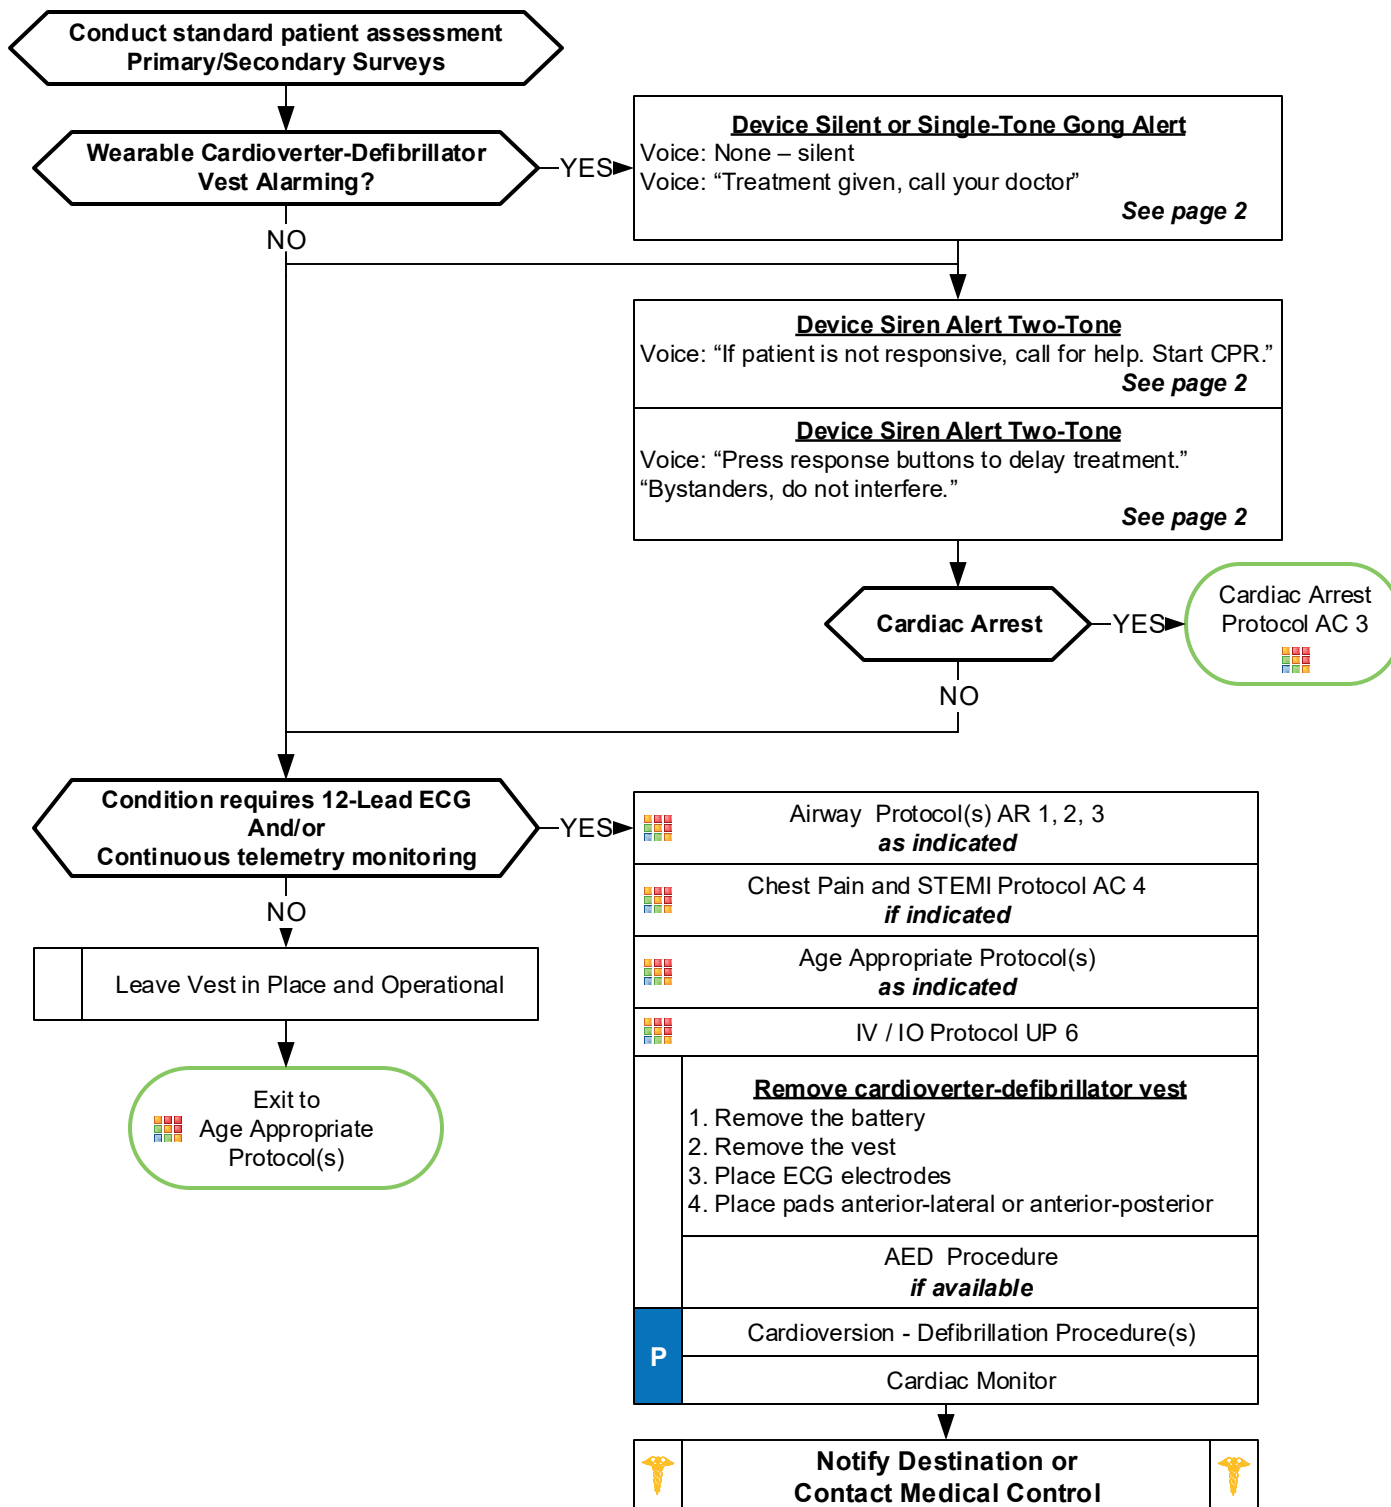 Conduct standard patient assessment
Primary/Secondary Surveys
Wearable Cardioverter-Defibrillator
Vest Alarming?
YES
NO
Device Silent or Single-Tone Gong Alert
Voice: None – silent
Voice: “Treatment given, call your doctor”
See page 2
Device Siren Alert Two-Tone
Voice: “If patient is not responsive, call for help. Start CPR.”
See page 2
Device Siren Alert Two-Tone
Voice: “Press response buttons to delay treatment.”
“Bystanders, do not interfere.”
See page 2
Cardiac Arrest
YES
Cardiac Arrest
Protocol AC 3
NO
Condition requires 12-Lead ECG
And/or
Continuous telemetry monitoring
YES
NO
Leave Vest in Place and Operational
Exit to
Age Appropriate
Protocol(s)
Airway Protocol(s) AR 1, 2, 3
as indicated
Chest Pain and STEMI Protocol AC 4
if indicated
Age Appropriate Protocol(s)
as indicated
IV / IO Protocol UP 6
Remove cardioverter-defibrillator vest
1. Remove the battery
2. Remove the vest
3. Place ECG electrodes
4. Place pads anterior-lateral or anterior-posterior
AED Procedure
if available
P
Cardioversion - Defibrillation Procedure(s)
Cardiac Monitor
Notify Destination or
Contact Medical Control